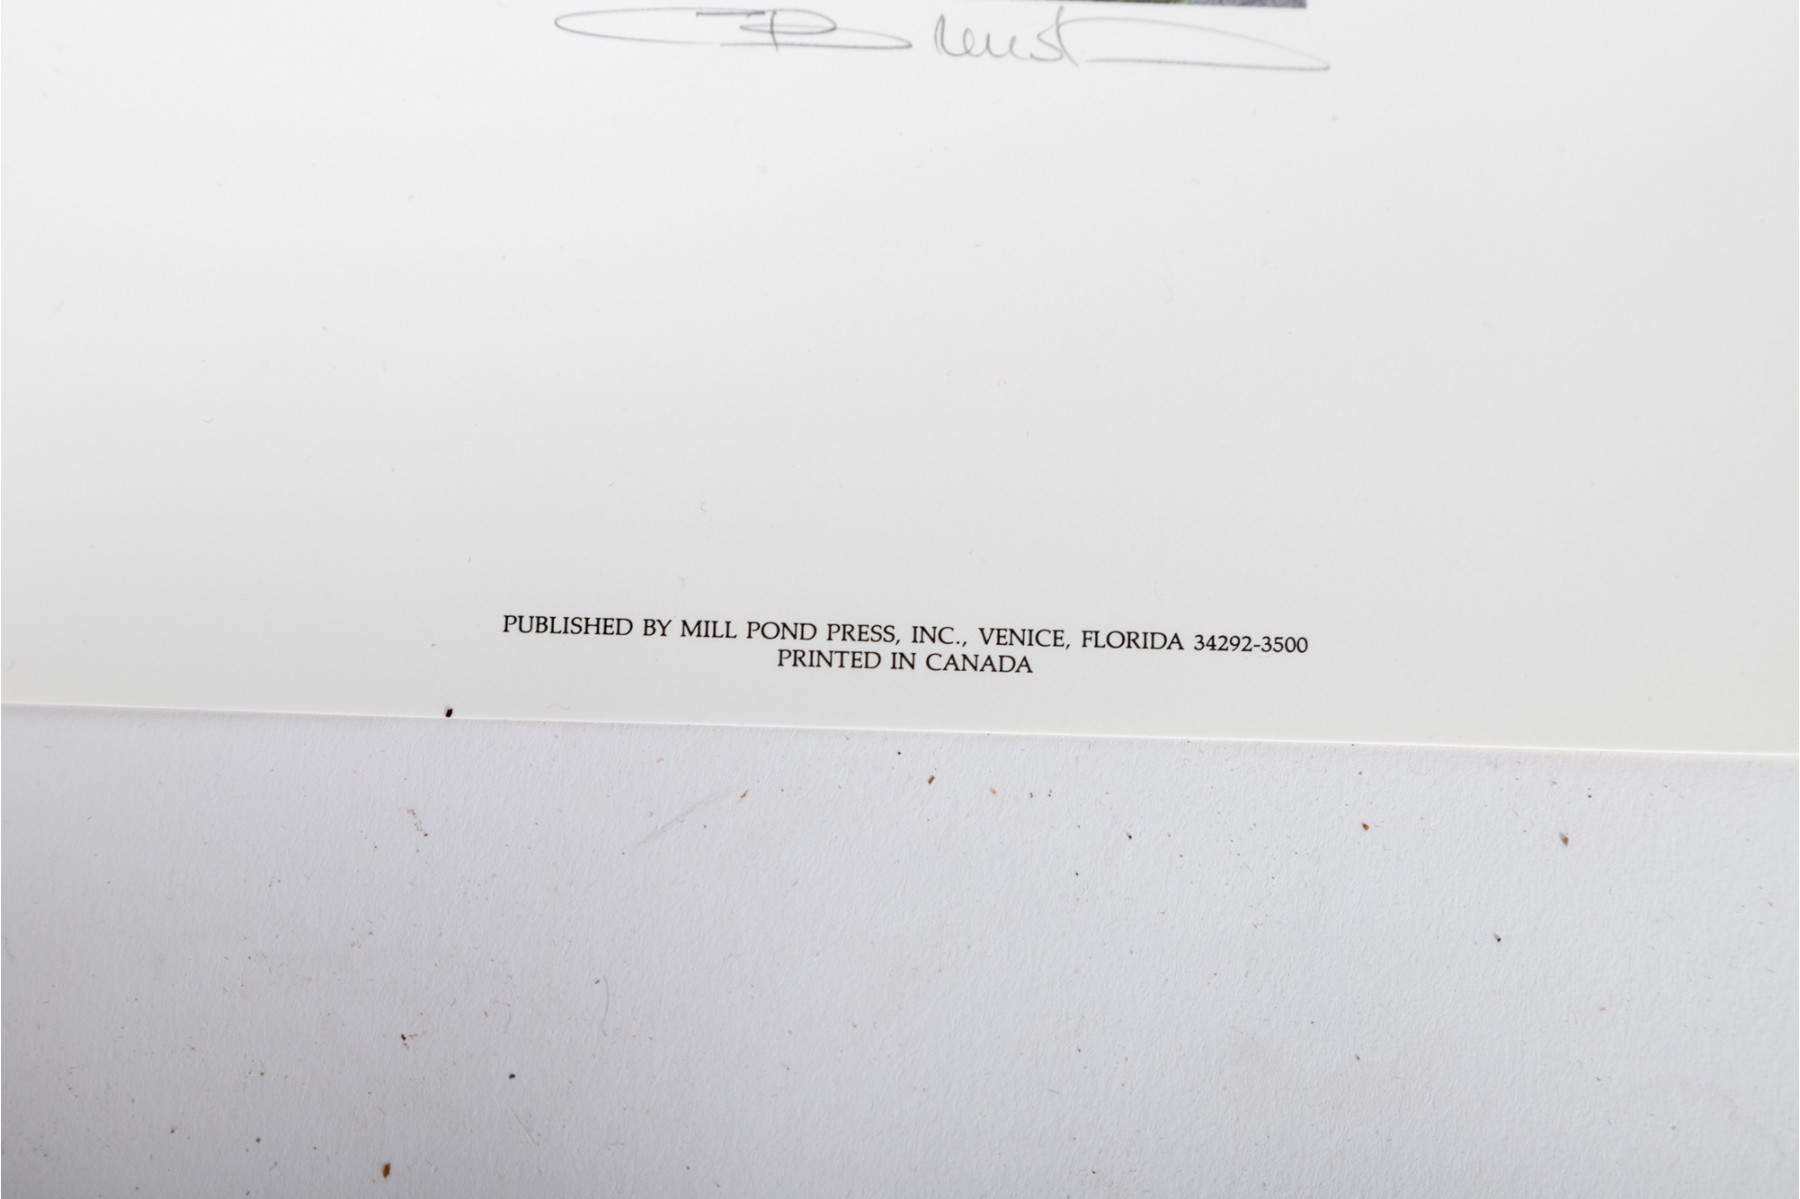 PUBLISHED BY MILL POND PRESS, INC., VENICE, FLORIDA 34292-3500
PRINTED IN CANADA